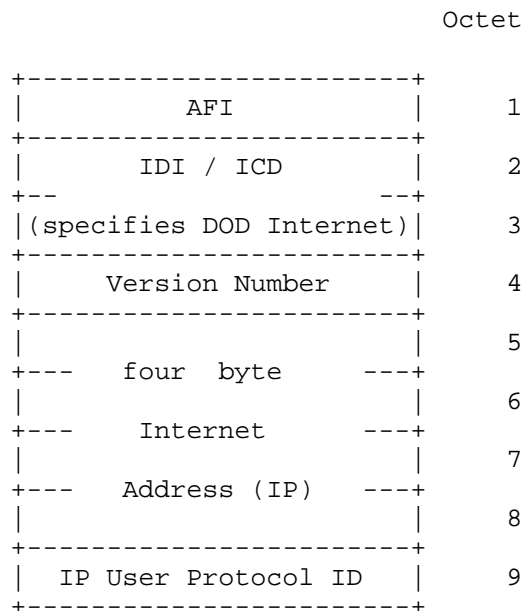 Octet
+------------------------+
|          AFI           |    1
+------------------------+
|       IDI / ICD        |    2
+--                    --+
|(specifies DOD Internet)|    3
+------------------------+
|     Version Number     |    4
+------------------------+
|                        |    5
+---   four  byte     ---+
|                        |    6
+---    Internet      ---+
|                        |    7
+---   Address (IP)   ---+
|                        |    8
+------------------------+
|  IP User Protocol ID   |    9
+------------------------+